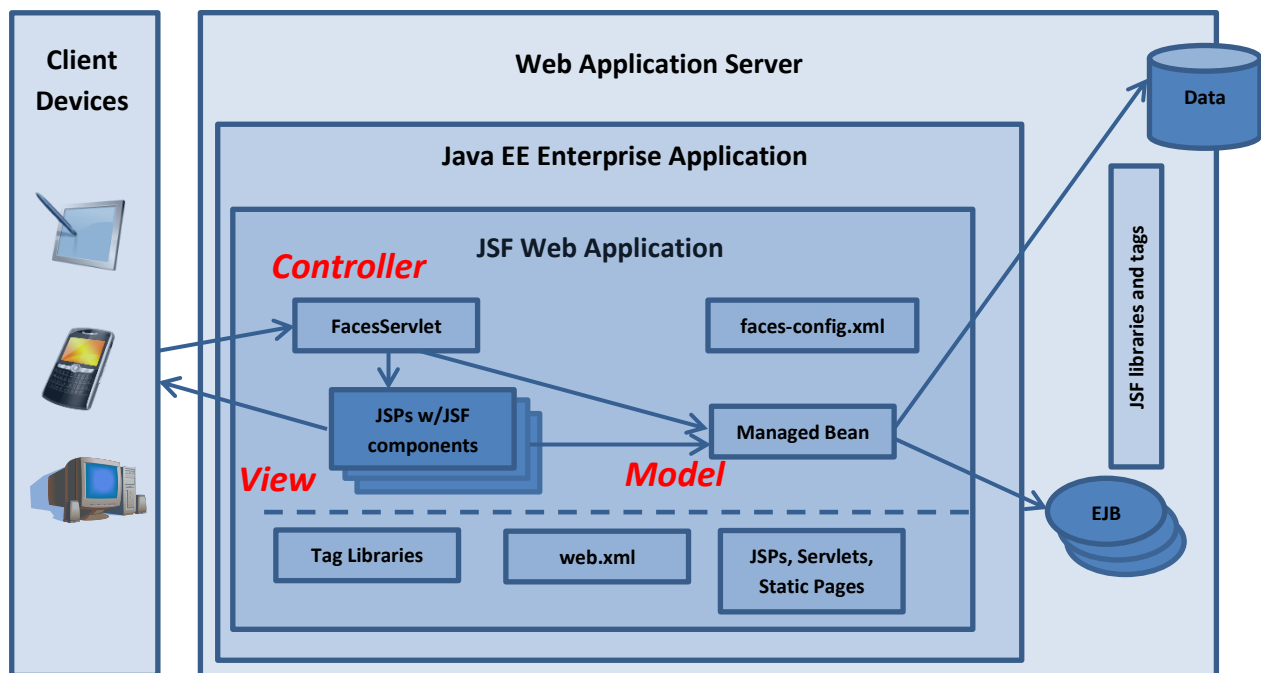 Client
Devices
Web Application Server
Data
Java EE Enterprise Application
JSF libraries and tags
JSF Web Application
Controller
FacesServlet
faces-config.xml
JSPs w/JSF
components
Managed Bean
View
Model
EJB
Tag Libraries
web.xml
JSPs, Servlets,
Static Pages